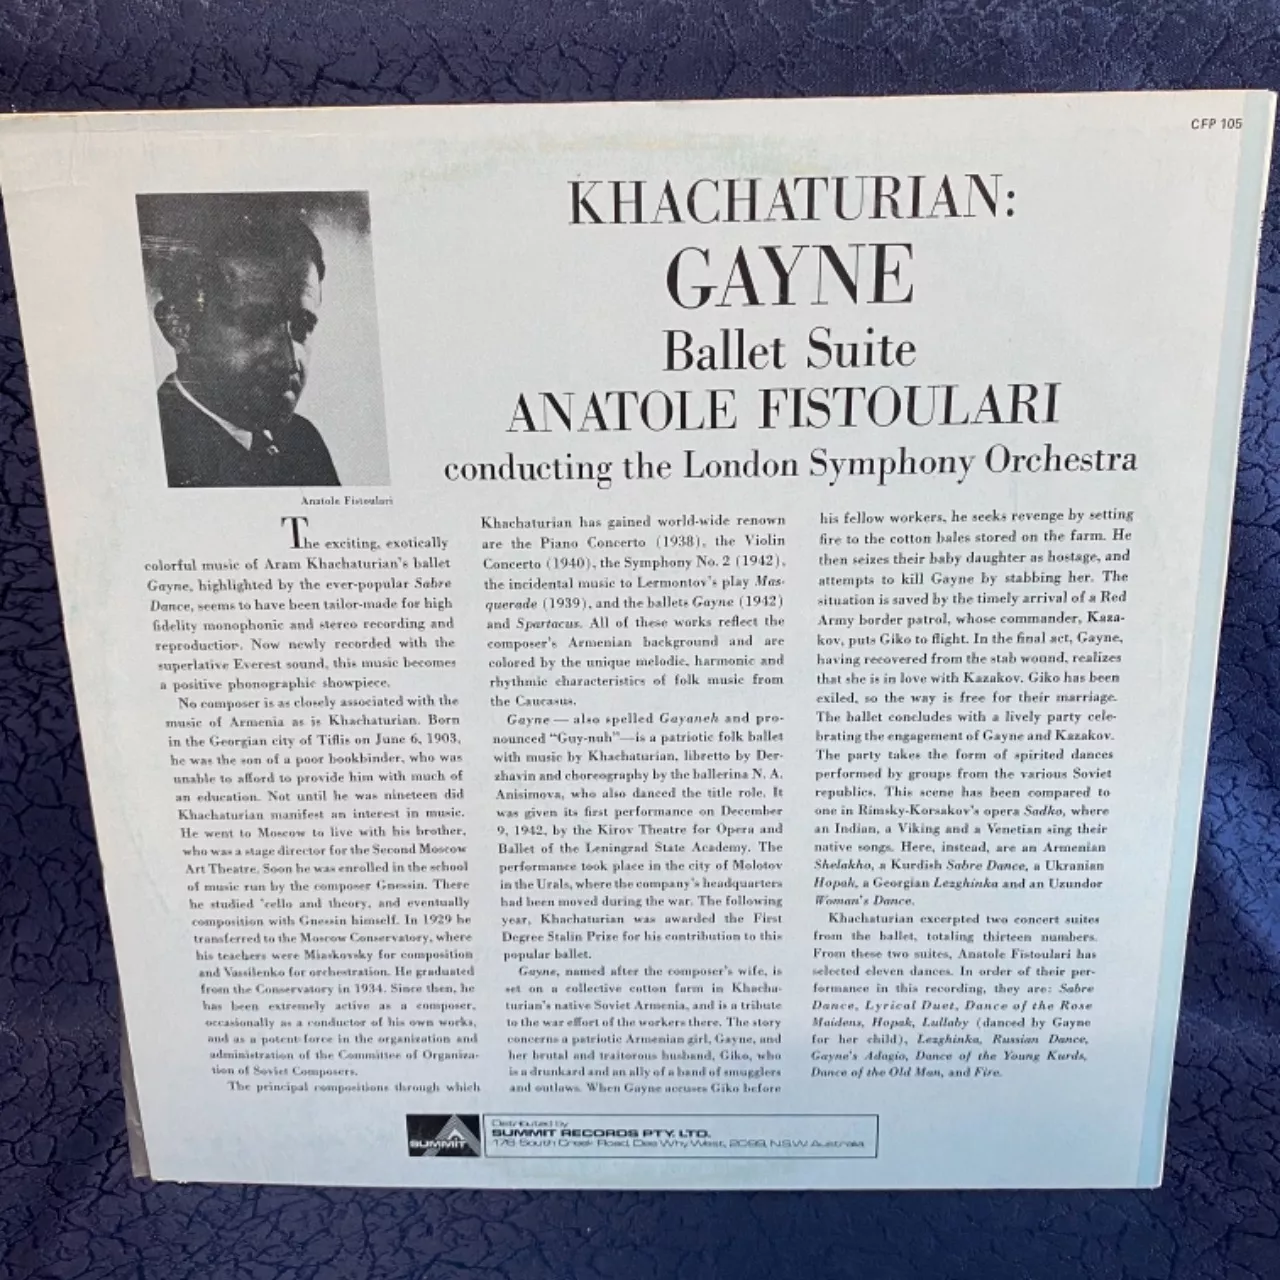 CFP 105
KHACHATURIAN:
GAYNE
Ballet Suite
ANATOLE FISTOULARI
conducting the London Symphony Orchestra
Anatole Fistoulari
The exciting, exotically
colorful music of Aram Khachaturian's ballet
Gayne, highlighted by the ever-popular Sabre
Dance, seems to have been tailor-made for high
fidelity monophonic and stereo recording and
reproduction. Now newly recorded with the
superlative Everest sound, this music becomes
a positive phonographic showpiece.
No composer is as closely associated with the
music of Armenia as is Khachaturian. Born
in the Georgian city of Tiflis on June 6, 1903,
he was the son of a poor bookbinder, who was
unable to afford to provide him with much of
an education. Not until he was nineteen did
Khachaturian manifest an interest in music.
He went to Moscow to live with his brother,
who was a stage director for the Second Moscow
Art Theatre. Soon he was enrolled in the school
of music run by the composer Gnessin. There
he studied 'cello and theory, and eventually
composition with Gnessin himself. In 1929 he
transferred to the Moscow Conservatory, where
his teachers were Miaskovsky for composition
and Vassilenko for orchestration. He graduated
from the Conservatory in 1934. Since then, he
has been extremely active as a composer,
occasionally as a conductor of his own works,
and as a potent force in the organization and
administration of the Committee of Organiza-
tion of Soviet Composers.
The principal compositions through which
Khachaturian has gained world-wide renown
are the Piano Concerto (1938), the Violin
Concerto (1940), the Symphony No. 2 (1942),
the incidental music to Lermontov's play Mas-
querade (1939), and the ballets Gayne (1942)
and Spartacus. All of these works reflect the
composer's Armenian background and are
colored by the unique melodic, harmonic and
rhythmic characteristics of folk music from
the Caucasus.
Gayne — also spelled Gayaneh and pro-
nounced "Guy-nuh"—is a patriotic folk ballet
with music by Khachaturian, libretto by Der-
zhavin and choreography by the ballerina N. A.
Anisimova, who also danced the title role. It
was given its first performance on December
9, 1942, by the Kirov Theatre for Opera and
Ballet of the Leningrad State Academy. The
performance took place in the city of Molotov
in the Urals, where the company's headquarters
had been moved during the war. The following
year, Khachaturian was awarded the First
Degree Stalin Prize for his contribution to this
popular ballet.
Gayne, named after the composer's wife, is
set on a collective cotton farm in Khacha-
turian's native Soviet Armenia, and is a tribute
to the war effort of the workers there. The story
concerns a patriotic Armenian girl, Gayne, and
her brutal and traitorous husband, Giko, who
is a drunkard and an ally of a band of smugglers
and outlaws. When Gayne accuses Giko before
his fellow workers, he seeks revenge by setting
fire to the cotton bales stored on the farm. He
then seizes their baby daughter as hostage, and
attempts to kill Gayne by stabbing her. The
situation is saved by the timely arrival of a Red
Army border patrol, whose commander, Kaza-
kov, puts Giko to flight. In the final act, Gayne,
having recovered from the stab wound, realizes
that she is in love with Kazakov. Giko has been
exiled, so the way is free for their marriage.
The ballet concludes with a lively party cele-
brating the engagement of Gayne and Kazakov.
The party takes the form of spirited dances
performed by groups from the various Soviet
republics. This scene has been compared to
one in Rimsky-Korsakov's opera Sadko, where
an Indian, a Viking and a Venetian sing their
native songs. Here, instead, are an Armenian
Shelakho, a Kurdish Sabre Dance, a Ukranian
Hopak, a Georgian Lezghinka and an Uzundor
Woman's Dance.
Khachaturian excerpted two concert suites
from the ballet, totaling thirteen numbers.
From these two suites, Anatole Fistoulari has
selected eleven dances. In order of their per-
formance in this recording, they are: Sabre
Dance, Lyrical Duet, Dance of the Rose
Maidens, Hopak, Lullaby (danced by Gayne
for her child), Lezghinka, Russian Dance,
Gayne's Adagio, Dance of the Young Kurds,
Dance of the Old Man, and Fire.
SUMMIT
Distributed by
SUMMIT RECORDS PTY. LTD.
176 South Creek Road, Dee Why West, 2099, N.S.W. Australia